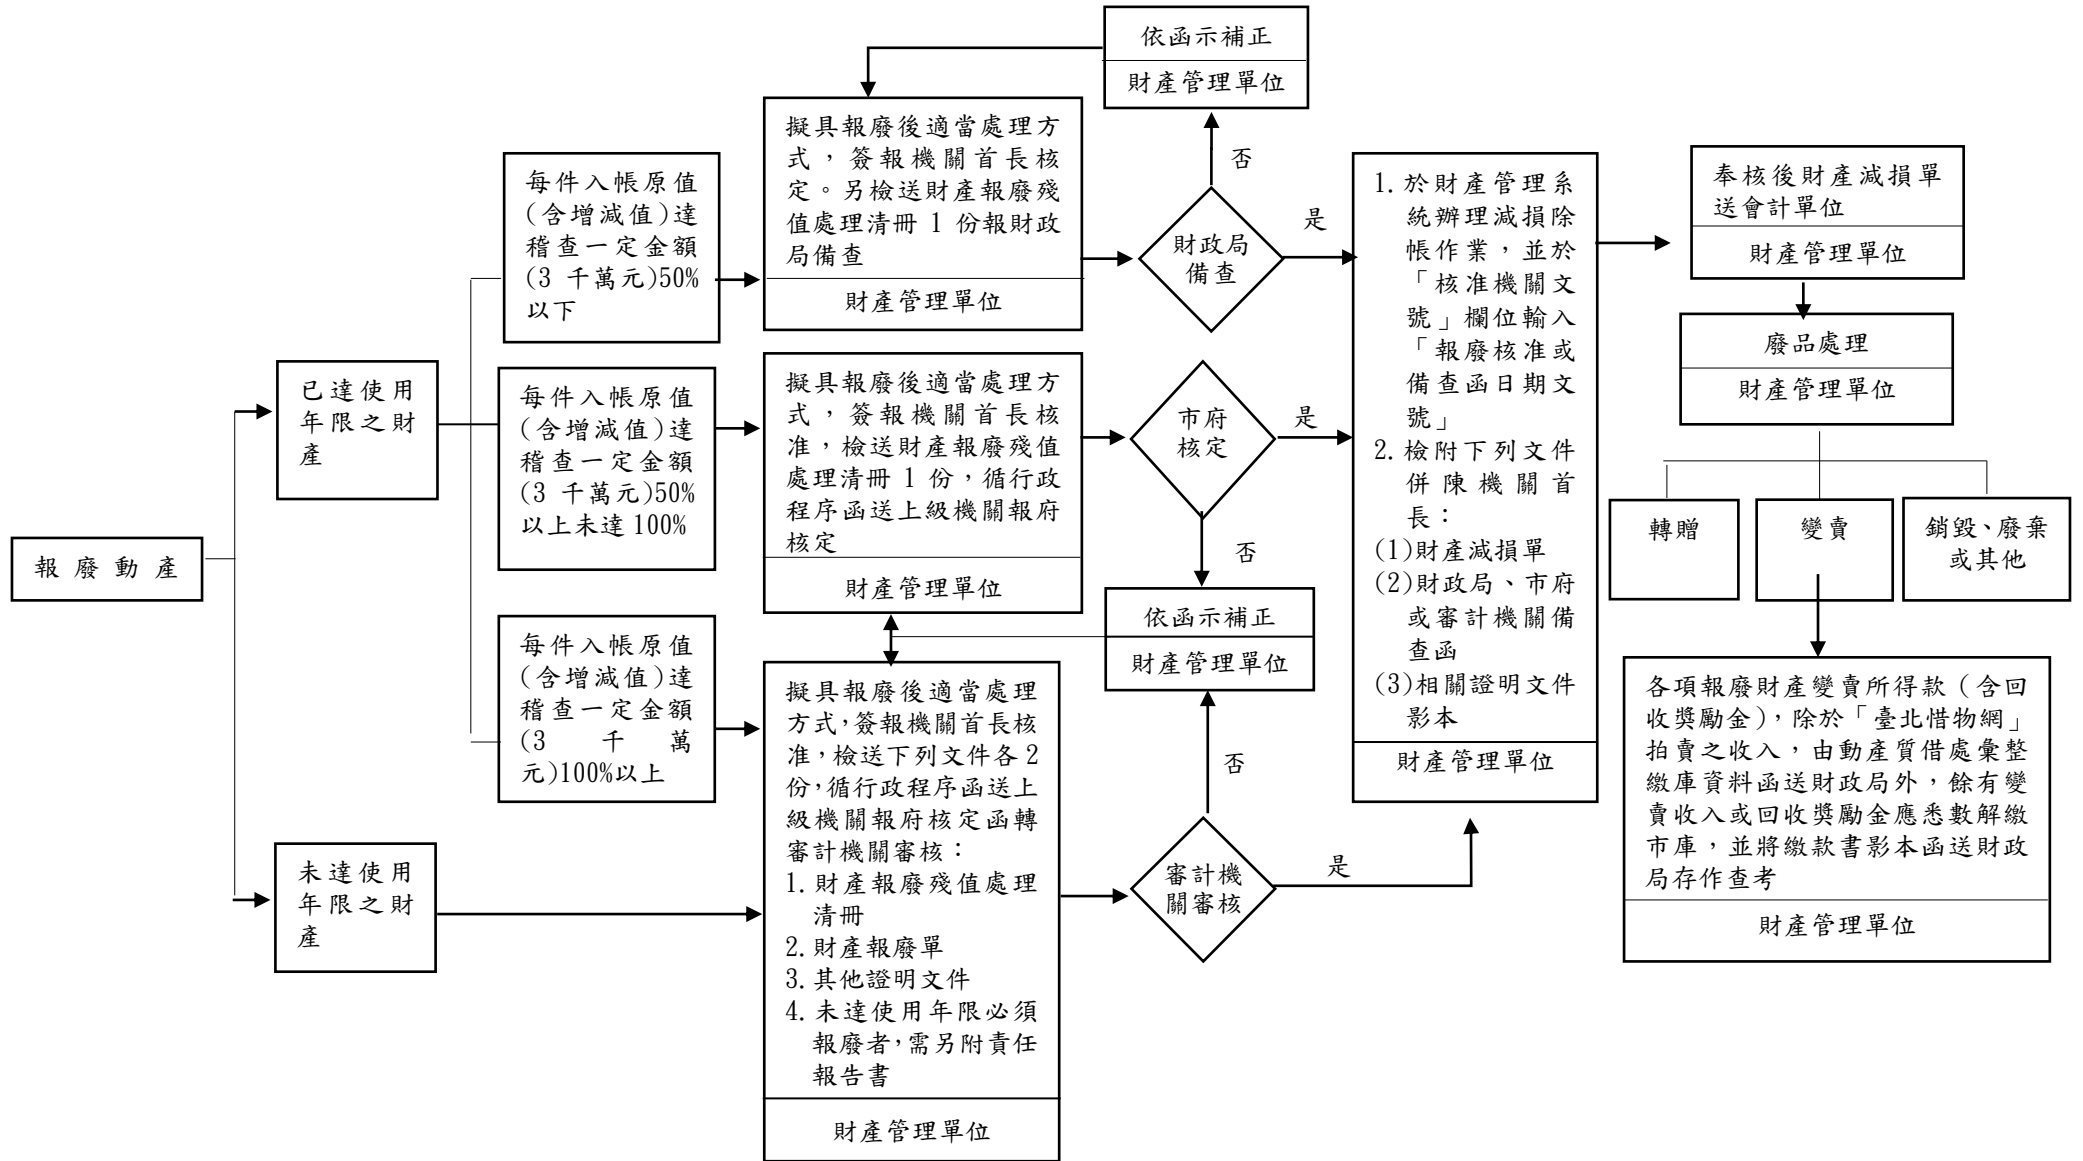 報廢動產
已達使用
年限之財
產
未達使用
年限之財
產
每件入帳原值
(含增減值)達
稽查一定金額
(3 千萬元)50%
以下
每件入帳原值
(含增減值)達
稽查一定金額
(3 千萬元)50%
以上未達 100%
每件入帳原值
(含增減值)達
稽查一定金額
(3 千 萬
元)100%以上
擬具報廢後適當處理方
式,簽報機關首長核
定。另檢送財產報廢殘
值處理清冊 1 份報財政
局備查
財產管理單位
擬具報廢後適當處理方
式,簽報機關首長核
准,檢送財產報廢殘值
處理清冊 1 份,循行政
程序函送上級機關報府
核定
財產管理單位
擬具報廢後適當處理
方式,簽報機關首長核
准,檢送下列文件各 2
份,循行政程序函送上
級機關報府核定函轉
審計機關審核:
1. 財產報廢殘值處理
清冊
2. 財產報廢單
3. 其他證明文件
4. 未達使用年限必須
報廢者,需另附責任
報告書
財產管理單位
依函示補正
財產管理單位
否
財政局
備查
是
市府
核定
是
否
依函示補正
財產管理單位
否
審計機
關審核
是
1. 於財產管理系
統辦理減損除
帳作業,並於
「核准機關文
號」欄位輸入
「報廢核准或
備查函日期文
號」
2. 檢附下列文件
併陳機關首
長:
(1)財產減損單
(2)財政局、市府
或審計機關備
查函
(3)相關證明文件
影本
財產管理單位
奉核後財產減損單
送會計單位
財產管理單位
廢品處理
財產管理單位
轉贈
變賣
銷毀、廢棄
或其他
各項報廢財產變賣所得款(含回
收獎勵金),除於「臺北惜物網」
拍賣之收入,由動產質借處彙整
繳庫資料函送財政局外,餘有變
賣收入或回收獎勵金應悉數解繳
市庫,並將繳款書影本函送財政
局存作查考
財產管理單位